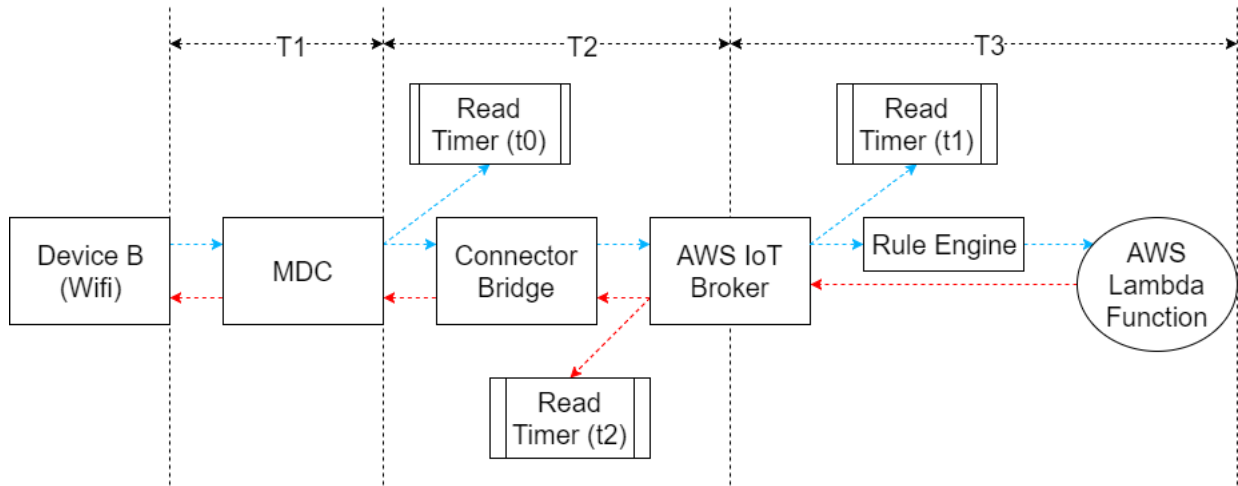 T1
T2
T3
Read
Timer (t0)
Read
Timer (t1)
Device B
(Wifi)
MDC
Connector
Bridge
AWS IoT
Broker
Rule Engine
AWS
Lambda
Function
Read
Timer (t2)